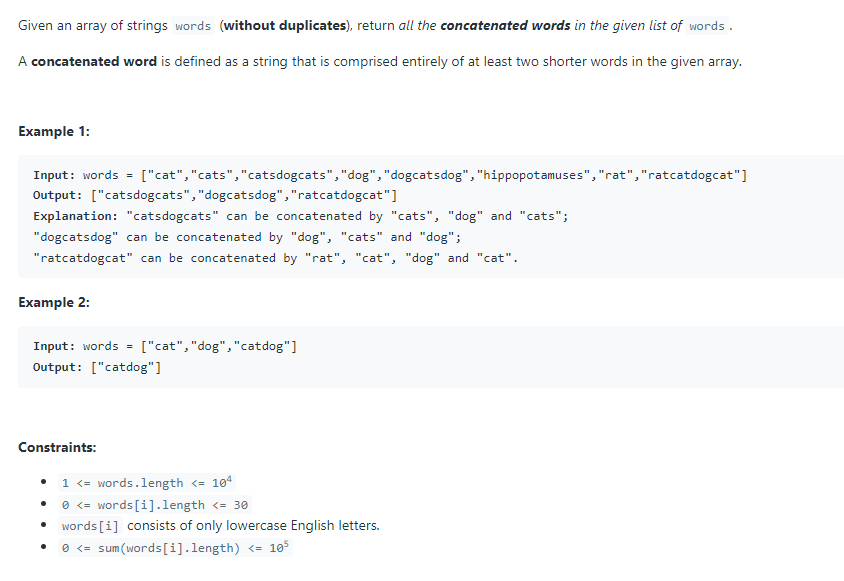 Given an array of strings words (without duplicates), return all the concatenated words in the given list of words .
A concatenated word is defined as a string that is comprised entirely of at least two shorter words in the given array.
Example 1:
Input: words = ["cat","cats","catsdogcats","dog","dogcatsdog","hippopotamuses","rat","ratcatdogcat"]
Output: ["catsdogcats","dogcatsdog","ratcatdogcat"]
Explanation: "catsdogcats" can be concatenated by "cats", "dog" and "cats";
"dogcatsdog" can be concatenated by "dog", "cats" and "dog";
"ratcatdogcat" can be concatenated by "rat", "cat", "dog" and "cat".
Example 2:
Input: words = ["cat","dog","catdog"]
Output: ["catdog"]
Constraints:
• 1 <= words.length <= 10⁴
• 0 <= words[i].length <= 30
• words[i] consists of only lowercase English letters.
• 0 <= sum(words[i].length) <= 10⁵